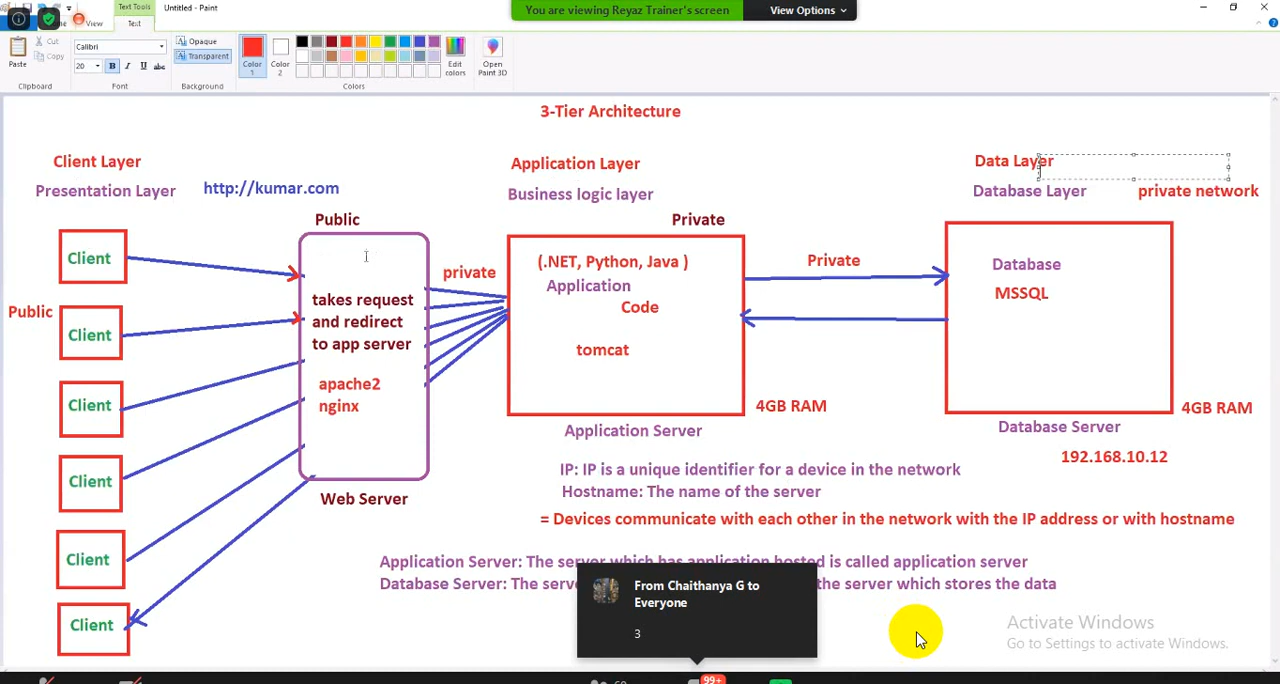 Text Tools
Untitled - Paint
You are viewing Reyaz Trainer's screen
View Options
View
Text
Paste
Cut
Copy
Clipboard
Calibri
20
B
I
U
abc
Font
Opaque
Transparent
Background
Color
1
Color
2
Edit
colors
Open
Paint 3D
Colors
3-Tier Architecture
Client Layer
Presentation Layer
http://kumar.com
Application Layer
Business logic layer
Data Layer
Database Layer
private network
Public
Private
Client
Client
Client
Client
Client
Client
Public
takes request
and redirect
to app server
apache2
nginx
Web Server
private
(.NET, Python, Java )
Application
Code
tomcat
4GB RAM
Application Server
Private
Database
MSSQL
4GB RAM
Database Server
192.168.10.12
IP: IP is a unique identifier for a device in the network
Hostname: The name of the server
= Devices communicate with each other in the network with the IP address or with hostname
Application Server: The server which has application hosted is called application server
Database Server: The serve the server which stores the data
From Chaithanya G to
Everyone
3
Activate Windows
Go to Settings to activate Windows.
99+